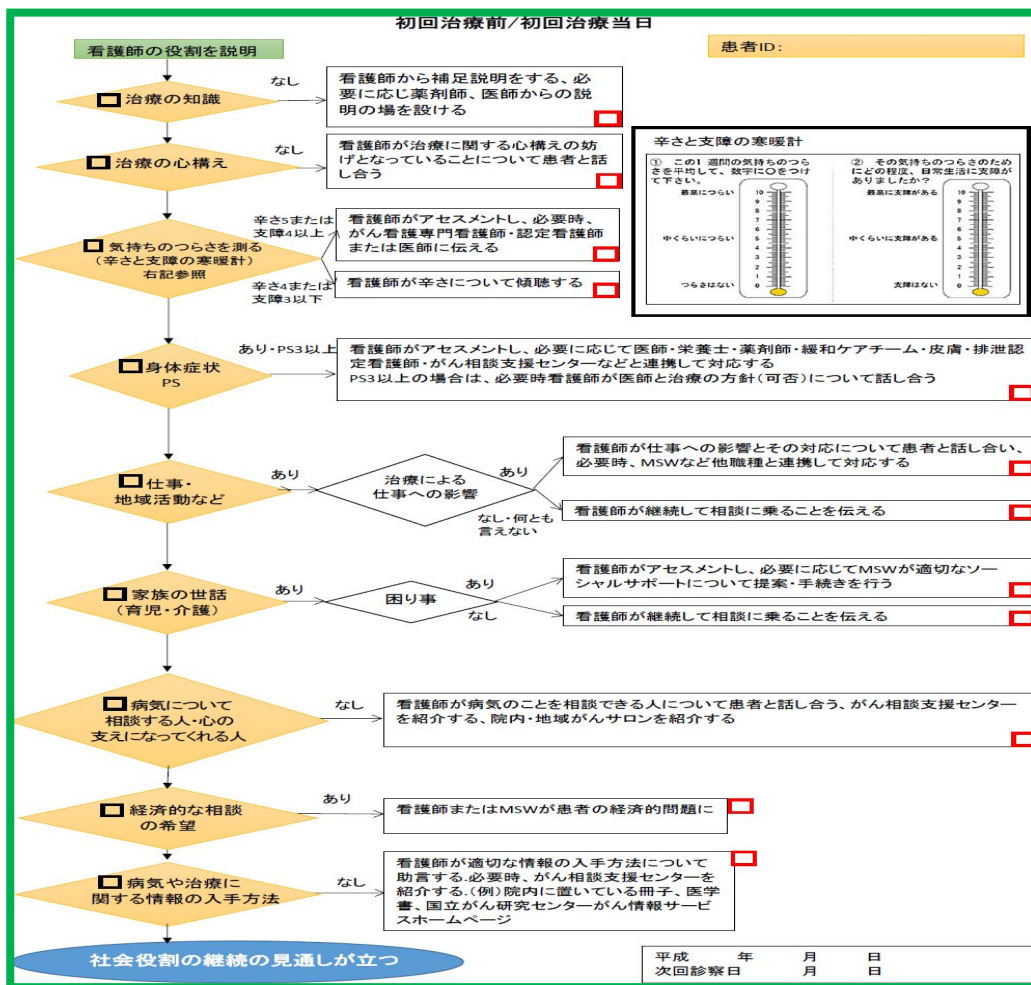 初回治療前/初回治療当日
看護師の役割を説明
患者ID:
治療の知識
なし
看護師から補足説明をする、必
要に応じ薬剤師、医師からの説
明の場を設ける
治療の心構え
なし
看護師が治療に関する心構えの妨
げとなっていることについて患者と話
し合う
気持ちのつらさを測る
(辛さと支障の寒暖計)
右記参照
辛さ5または
支障4以上
看護師がアセスメントし、必要時、
がん看護専門看護師・認定看護師
または医師に伝える
辛さ4または
支障3以下
看護師が辛さについて傾聴する
辛さと支障の寒暖計
① この1 週間の気持ちのつら
さを平均して、数字に○をつけ
て下さい。
最高につらい
10
9
8
7
6
中くらいにつらい
5
4
3
2
1
つらさはない
0
② その気持ちのつらさのため
にどの程度、日常生活に支障が
ありましたか?
最高に支障がある
10
9
8
7
6
中くらいに支障がある
5
4
3
2
1
支障はない
0
身体症状
PS
あり・PS3以上
看護師がアセスメントし、必要に応じて医師・栄養士・薬剤師・緩和ケアチーム・皮膚・排泄認
定看護師・がん相談支援センターなどと連携して対応する
PS3以上の場合は、必要時看護師が医師と治療の方針(可否)について話し合う
仕事・
地域活動など
あり
治療による
仕事への影響
あり
看護師が仕事への影響とその対応について患者と話し合い、
必要時、MSWなど他職種と連携して対応する
なし・何とも
言えない
看護師が継続して相談に乗ることを伝える
家族の世話
(育児・介護)
あり
困り事
あり
看護師がアセスメントし、必要に応じてMSWが適切なソー
シャルサポートについて提案・手続きを行う
なし
看護師が継続して相談に乗ることを伝える
病気について
相談する人・心の
支えになってくれる人
なし
看護師が病気のことを相談できる人について患者と話し合う、がん相談支援センター
を紹介する、院内・地域がんサロンを紹介する
経済的な相談
の希望
あり
看護師またはMSWが患者の経済的問題に
病気や治療に
関する情報の入手方法
なし
看護師が適切な情報の入手方法について
助言する.必要時、がん相談支援センターを
紹介する.(例)院内に置いている冊子、医学
書、国立がん研究センターがん情報サービ
スホームページ
社会役割の継続の見通しが立つ
平成 年 月 日
次回診察日 月 日